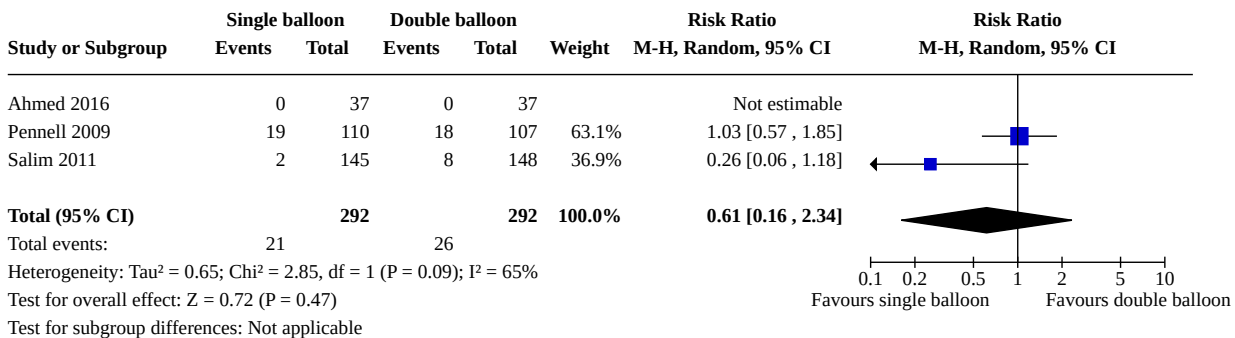 Single balloon Double balloon Risk Ratio Risk Ratio
Study or Subgroup Events Total Events Total Weight M-H, Random, 95% CI M-H, Random, 95% CI
Ahmed 2016 0 37 0 37 Not estimable
Pennell 2009 19 110 18 107 63.1% 1.03 [0.57 , 1.85]
Salim 2011 2 145 8 148 36.9% 0.26 [0.06 , 1.18]
Total (95% CI) 292 292 100.0% 0.61 [0.16 , 2.34]
Total events: 21 26
Heterogeneity: Tau² = 0.65; Chi² = 2.85, df = 1 (P = 0.09); I² = 65%
0.1 0.2 0.5 1 2 5 10
Test for overall effect: Z = 0.72 (P = 0.47)
Favours single balloon Favours double balloon
Test for subgroup differences: Not applicable